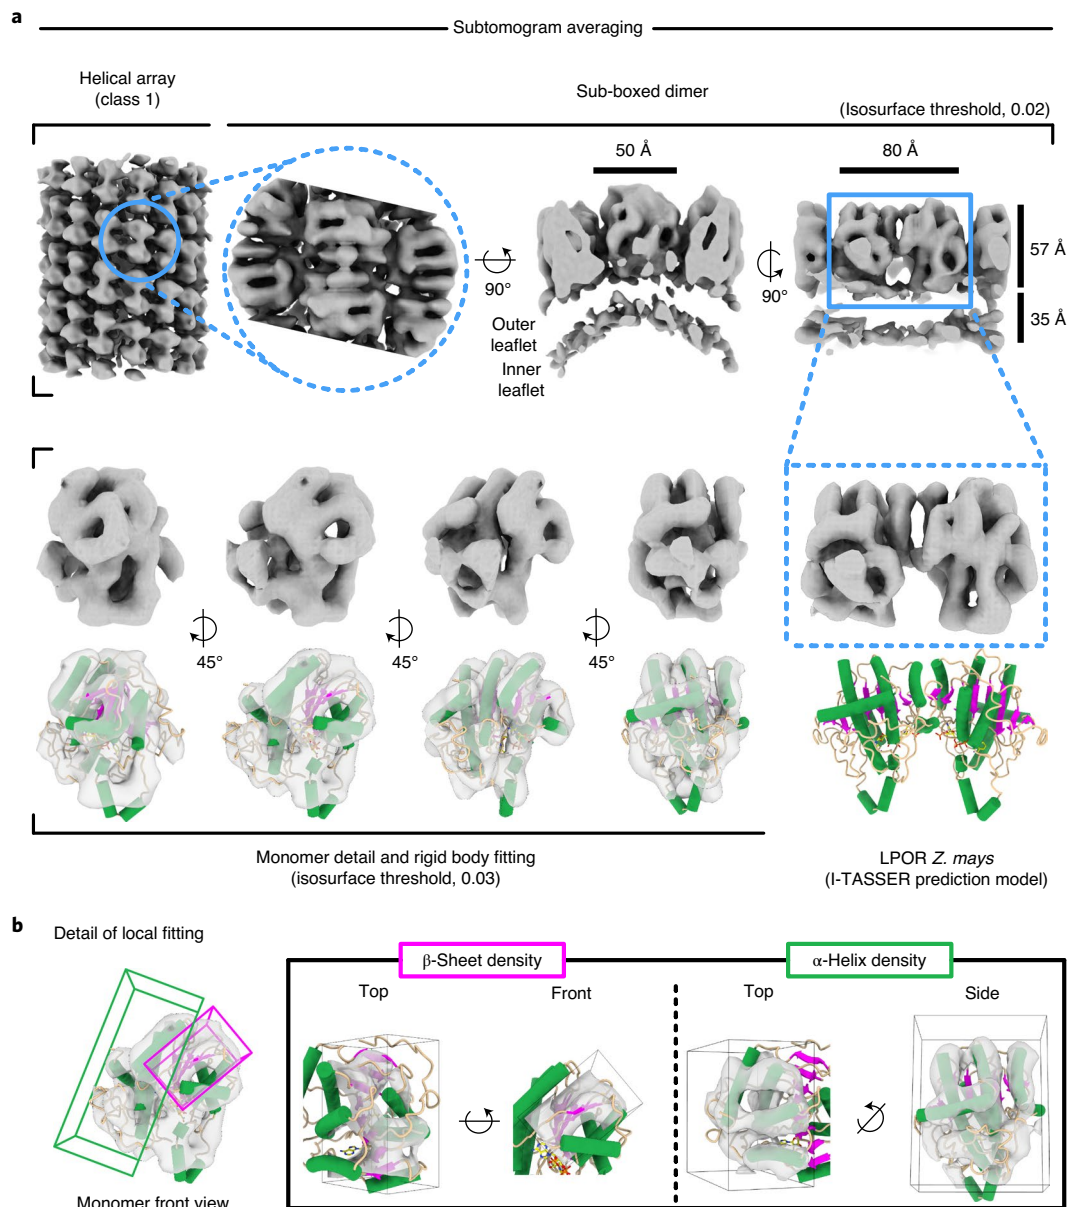 a
Subtomogram averaging
Helical array
(class 1)
Sub-boxed dimer
(Isosurface threshold, 0.02)
50 Å
80 Å
57 Å
35 Å
90°
90°
Outer
leaflet
Inner
leaflet
45°
45°
45°
Monomer detail and rigid body fitting
(isosurface threshold, 0.03)
LPOR Z. mays
(I-TASSER prediction model)
b
Detail of local fitting
β-Sheet density
α-Helix density
Top
Front
Top
Side
Monomer front view